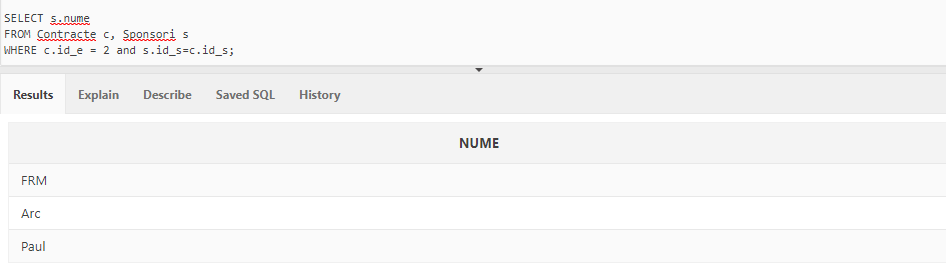 SELECT s.nume
FROM Contracte c, Sponsori s
WHERE c.id_e = 2 and s.id_s=c.id_s;
Results Explain Describe Saved SQL History
NUME
FRM
Arc
Paul